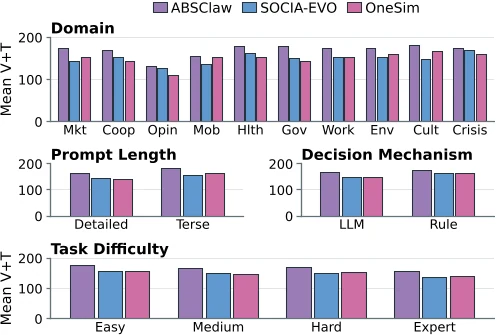 ABSClaw SOCIA-EVO OneSim
Domain
Mean V+T
200
100
0
Mkt Coop Opin Mob Hlth Gov Work Env Cult Crisis
Prompt Length Decision Mechanism
200 200
100 100
0 0
Detailed Terse LLM Rule
Task Difficulty
Mean V+T
200
100
0
Easy Medium Hard Expert